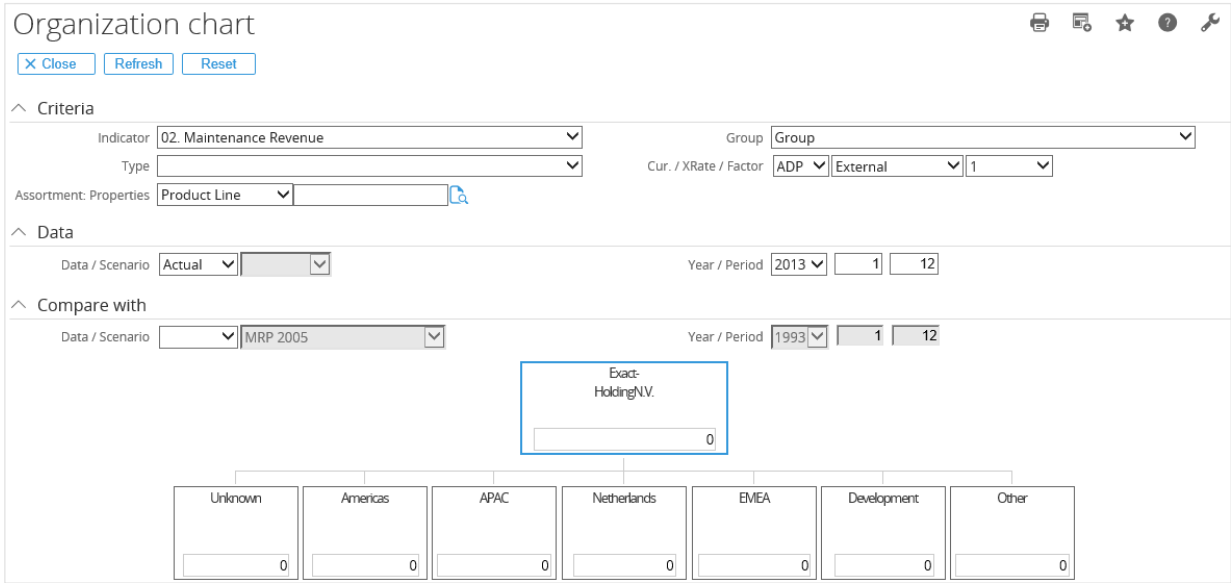 Organization chart
Close Refresh Reset
Criteria
Indicator 02. Maintenance Revenue Group Group
Type Cur. / XRate / Factor ADP External 1
Assortment: Properties Product Line
Data
Data / Scenario Actual Year / Period 2013 1 12
Compare with
Data / Scenario MRP 2005 Year / Period 1993 1 12
Exact-
HoldingN.V.
0
Unknown Americas APAC Netherlands EMEA Development Other
0 0 0 0 0 0 0